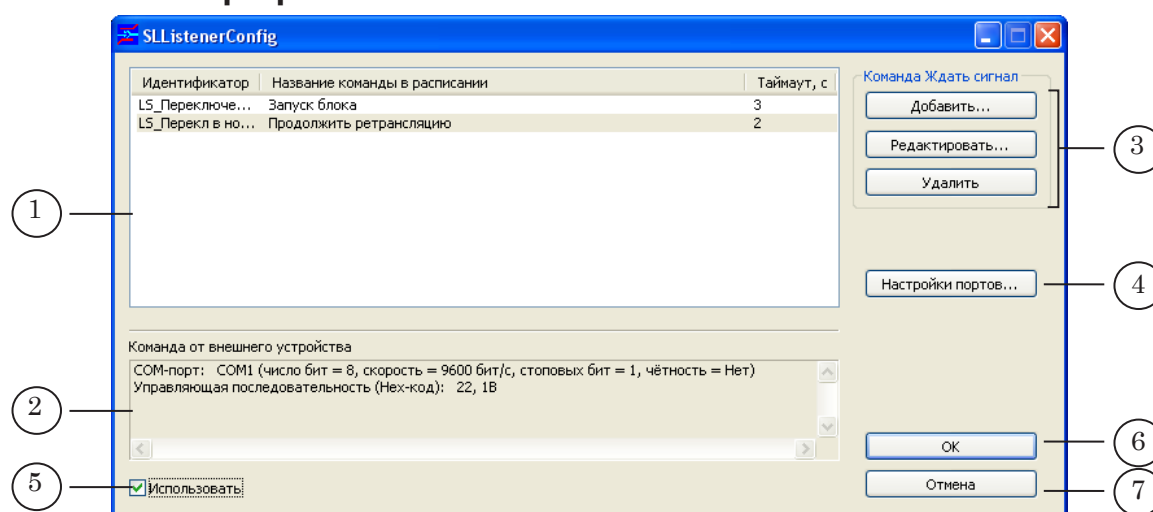 SLListenerConfig
Идентификатор Название команды в расписании Таймаут, с
LS_Переключе... Запуск блока 3
LS_Перекл в но... Продолжить ретрансляцию 2
Команда Ждать сигнал
Добавить...
Редактировать...
Удалить
3
1
Настройки портов...
4
Команда от внешнего устройства
COM-порт: COM1 (число бит = 8, скорость = 9600 бит/с, стоповых бит = 1, чётность = Нет)
Управляющая последовательность (Hex-код): 22, 1B
2
OK
6
5
Использовать
Отмена
7